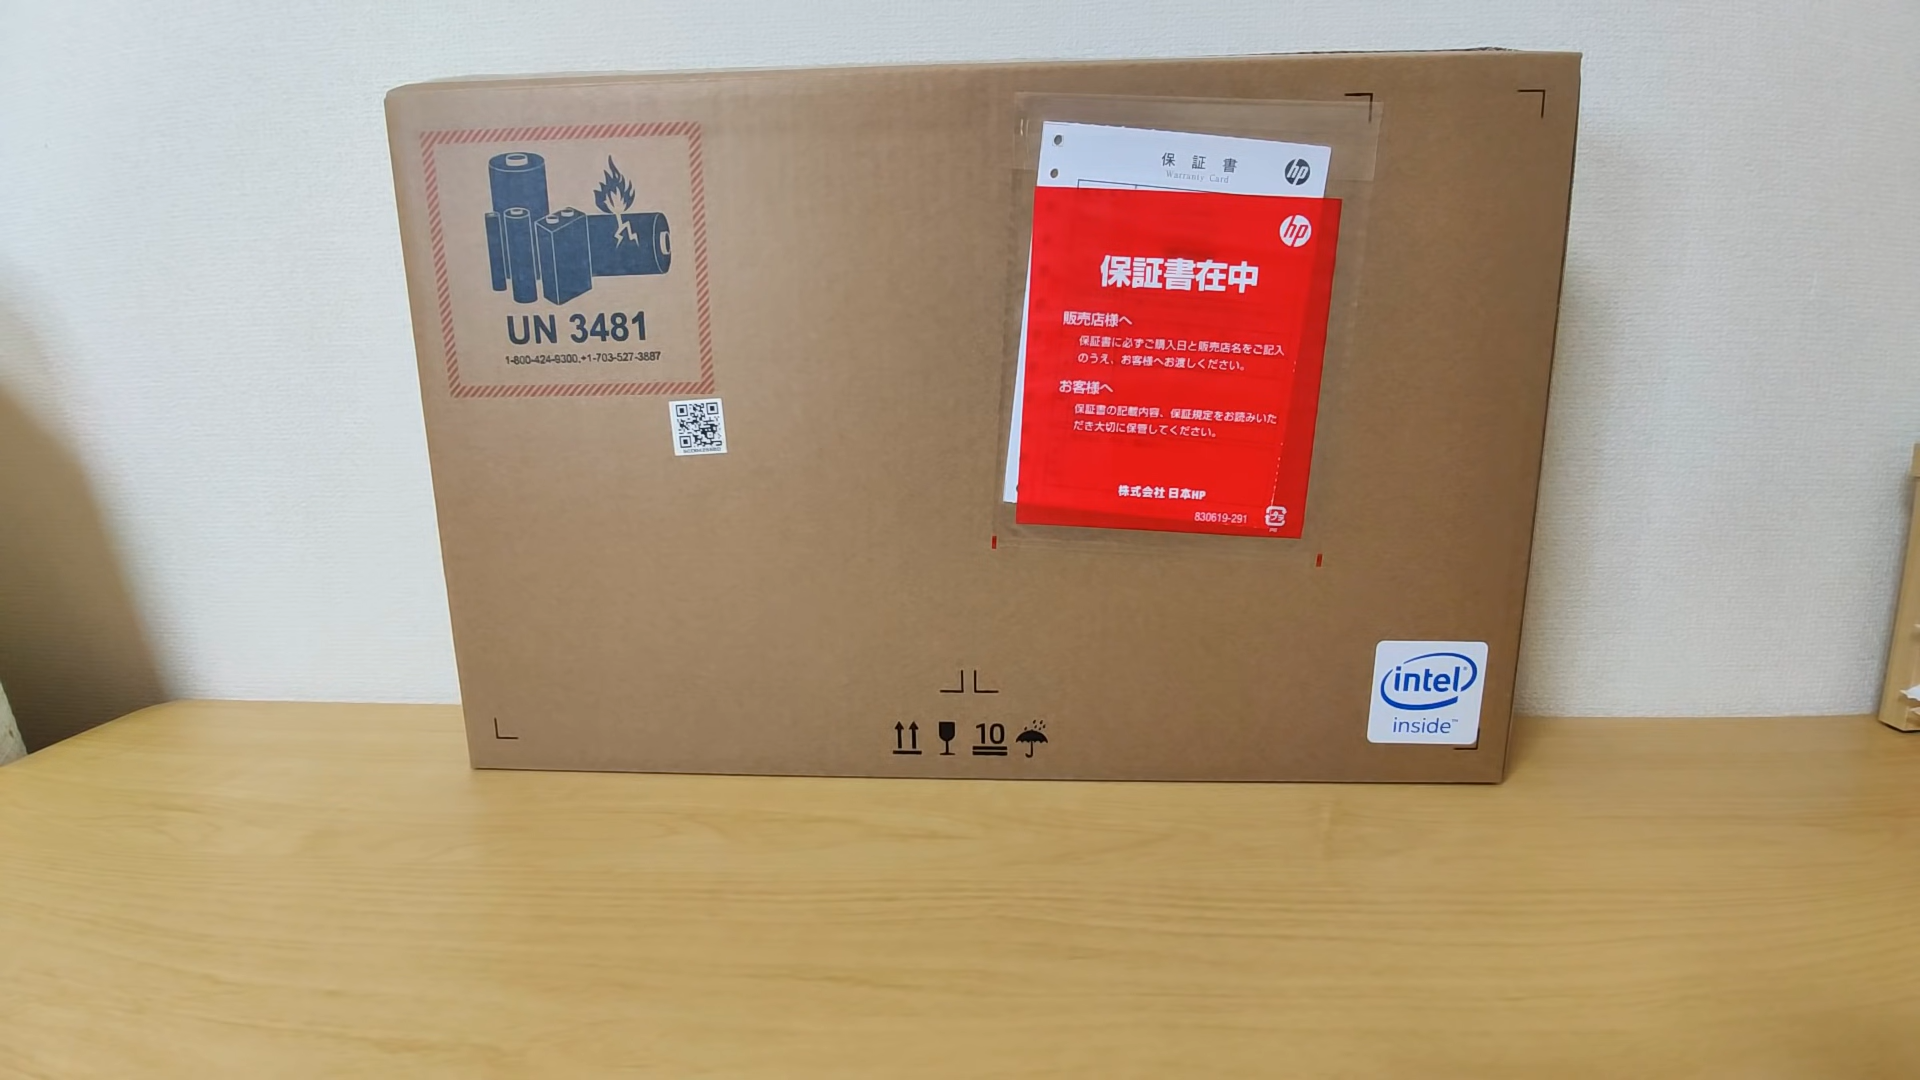 UN 3481
1-800-424-9300,+1-703-527-3887
保証書
Warranty Card
hp
hp
保証書在中
販売店様へ
保証書に必ずご購入日と販売店名をご記入
のうえ、お客様へお渡しください。
お客様へ
保証書の記載内容、保証規定をお読みいた
だき大切に保管してください。
株式会社 日本HP
830619-291
プラ
10
intel
inside™